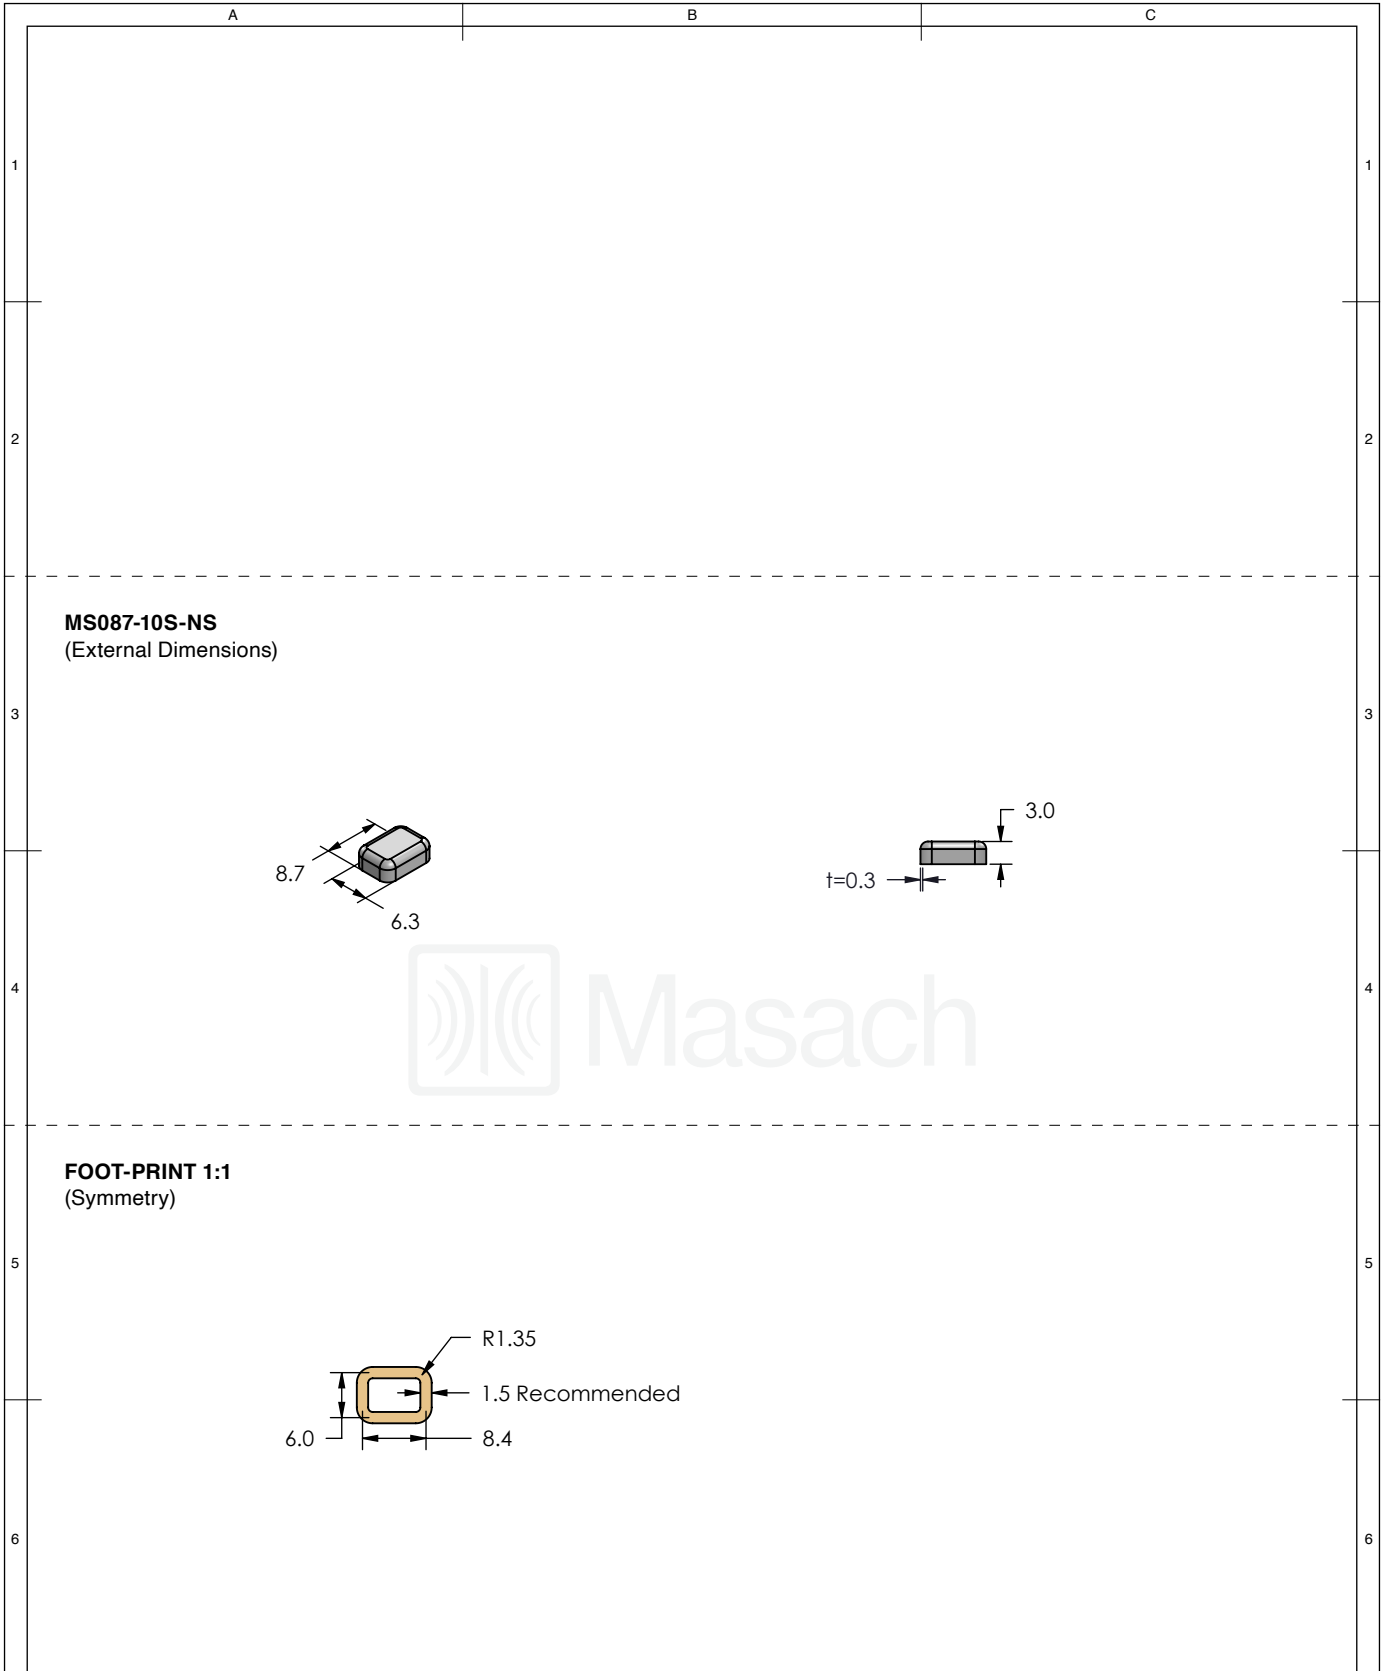 A B C
1 1
2 2
MS087-10S-NS
(External Dimensions)
3 3
3.0
8.7
t=0.3
6.3
4 4
Masach
FOOT-PRINT 1:1
(Symmetry)
5 5
R1.35
1.5 Recommended
6.0
8.4
6 6